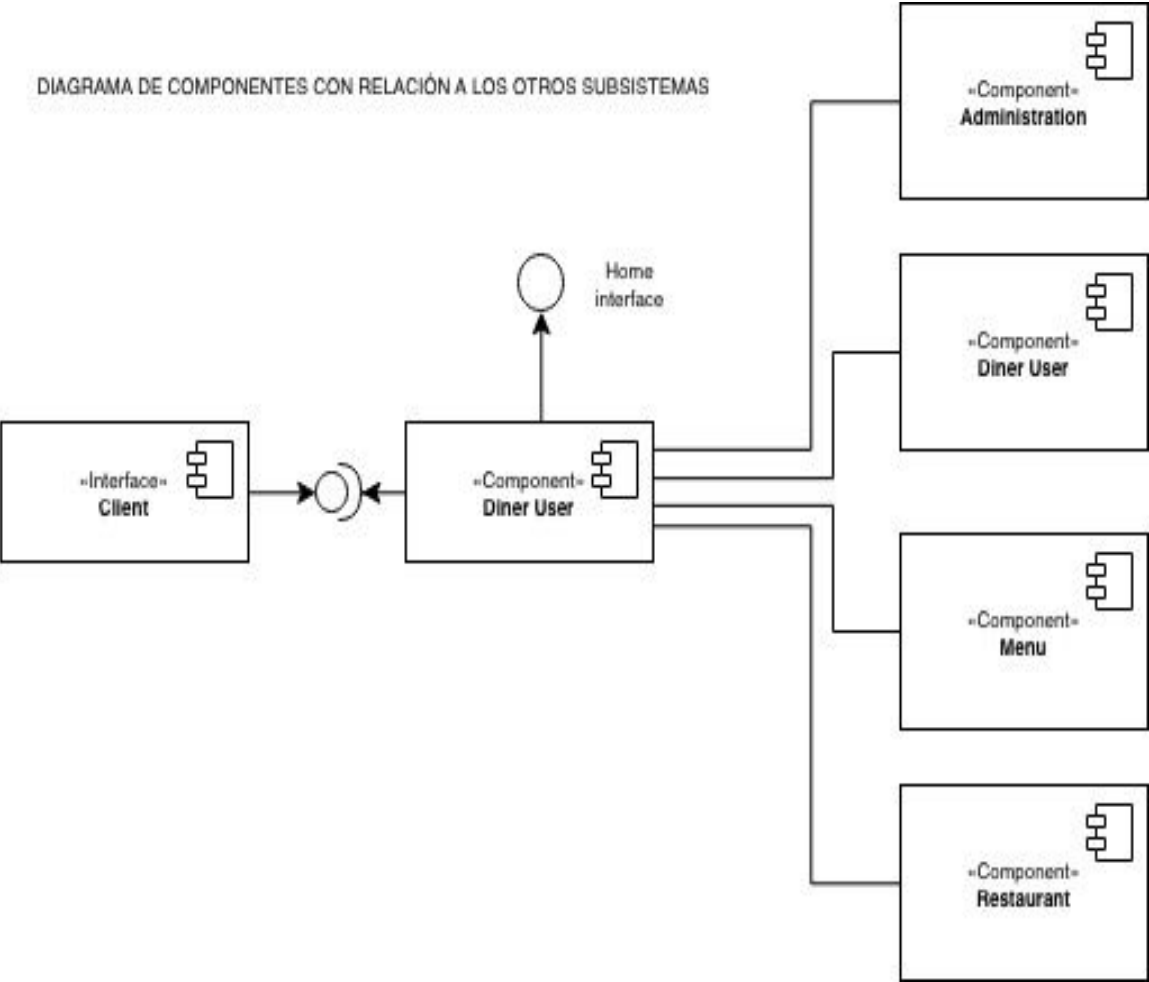 DIAGRAMA DE COMPONENTES CON RELACIÓN A LOS OTROS SUBSISTEMAS
«Component»
Administration
Home
interface
«Component»
Diner User
«Interface»
Client
«Component»
Diner User
«Component»
Menu
«Component»
Restaurant